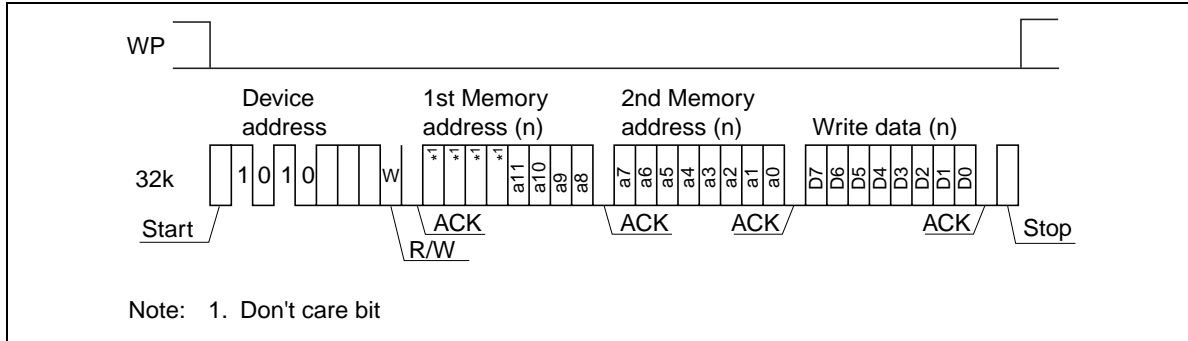 WP
Device address
1st Memory address (n)
2nd Memory address (n)
Write data (n)
32k
1 0 1 0 W *1 *1 *1 *1 a11 a10 a9 a8 a7 a6 a5 a4 a3 a2 a1 a0 D7 D6 D5 D4 D3 D2 D1 D0
Start ACK ACK ACK ACK Stop
R/W
Note: 1. Don't care bit